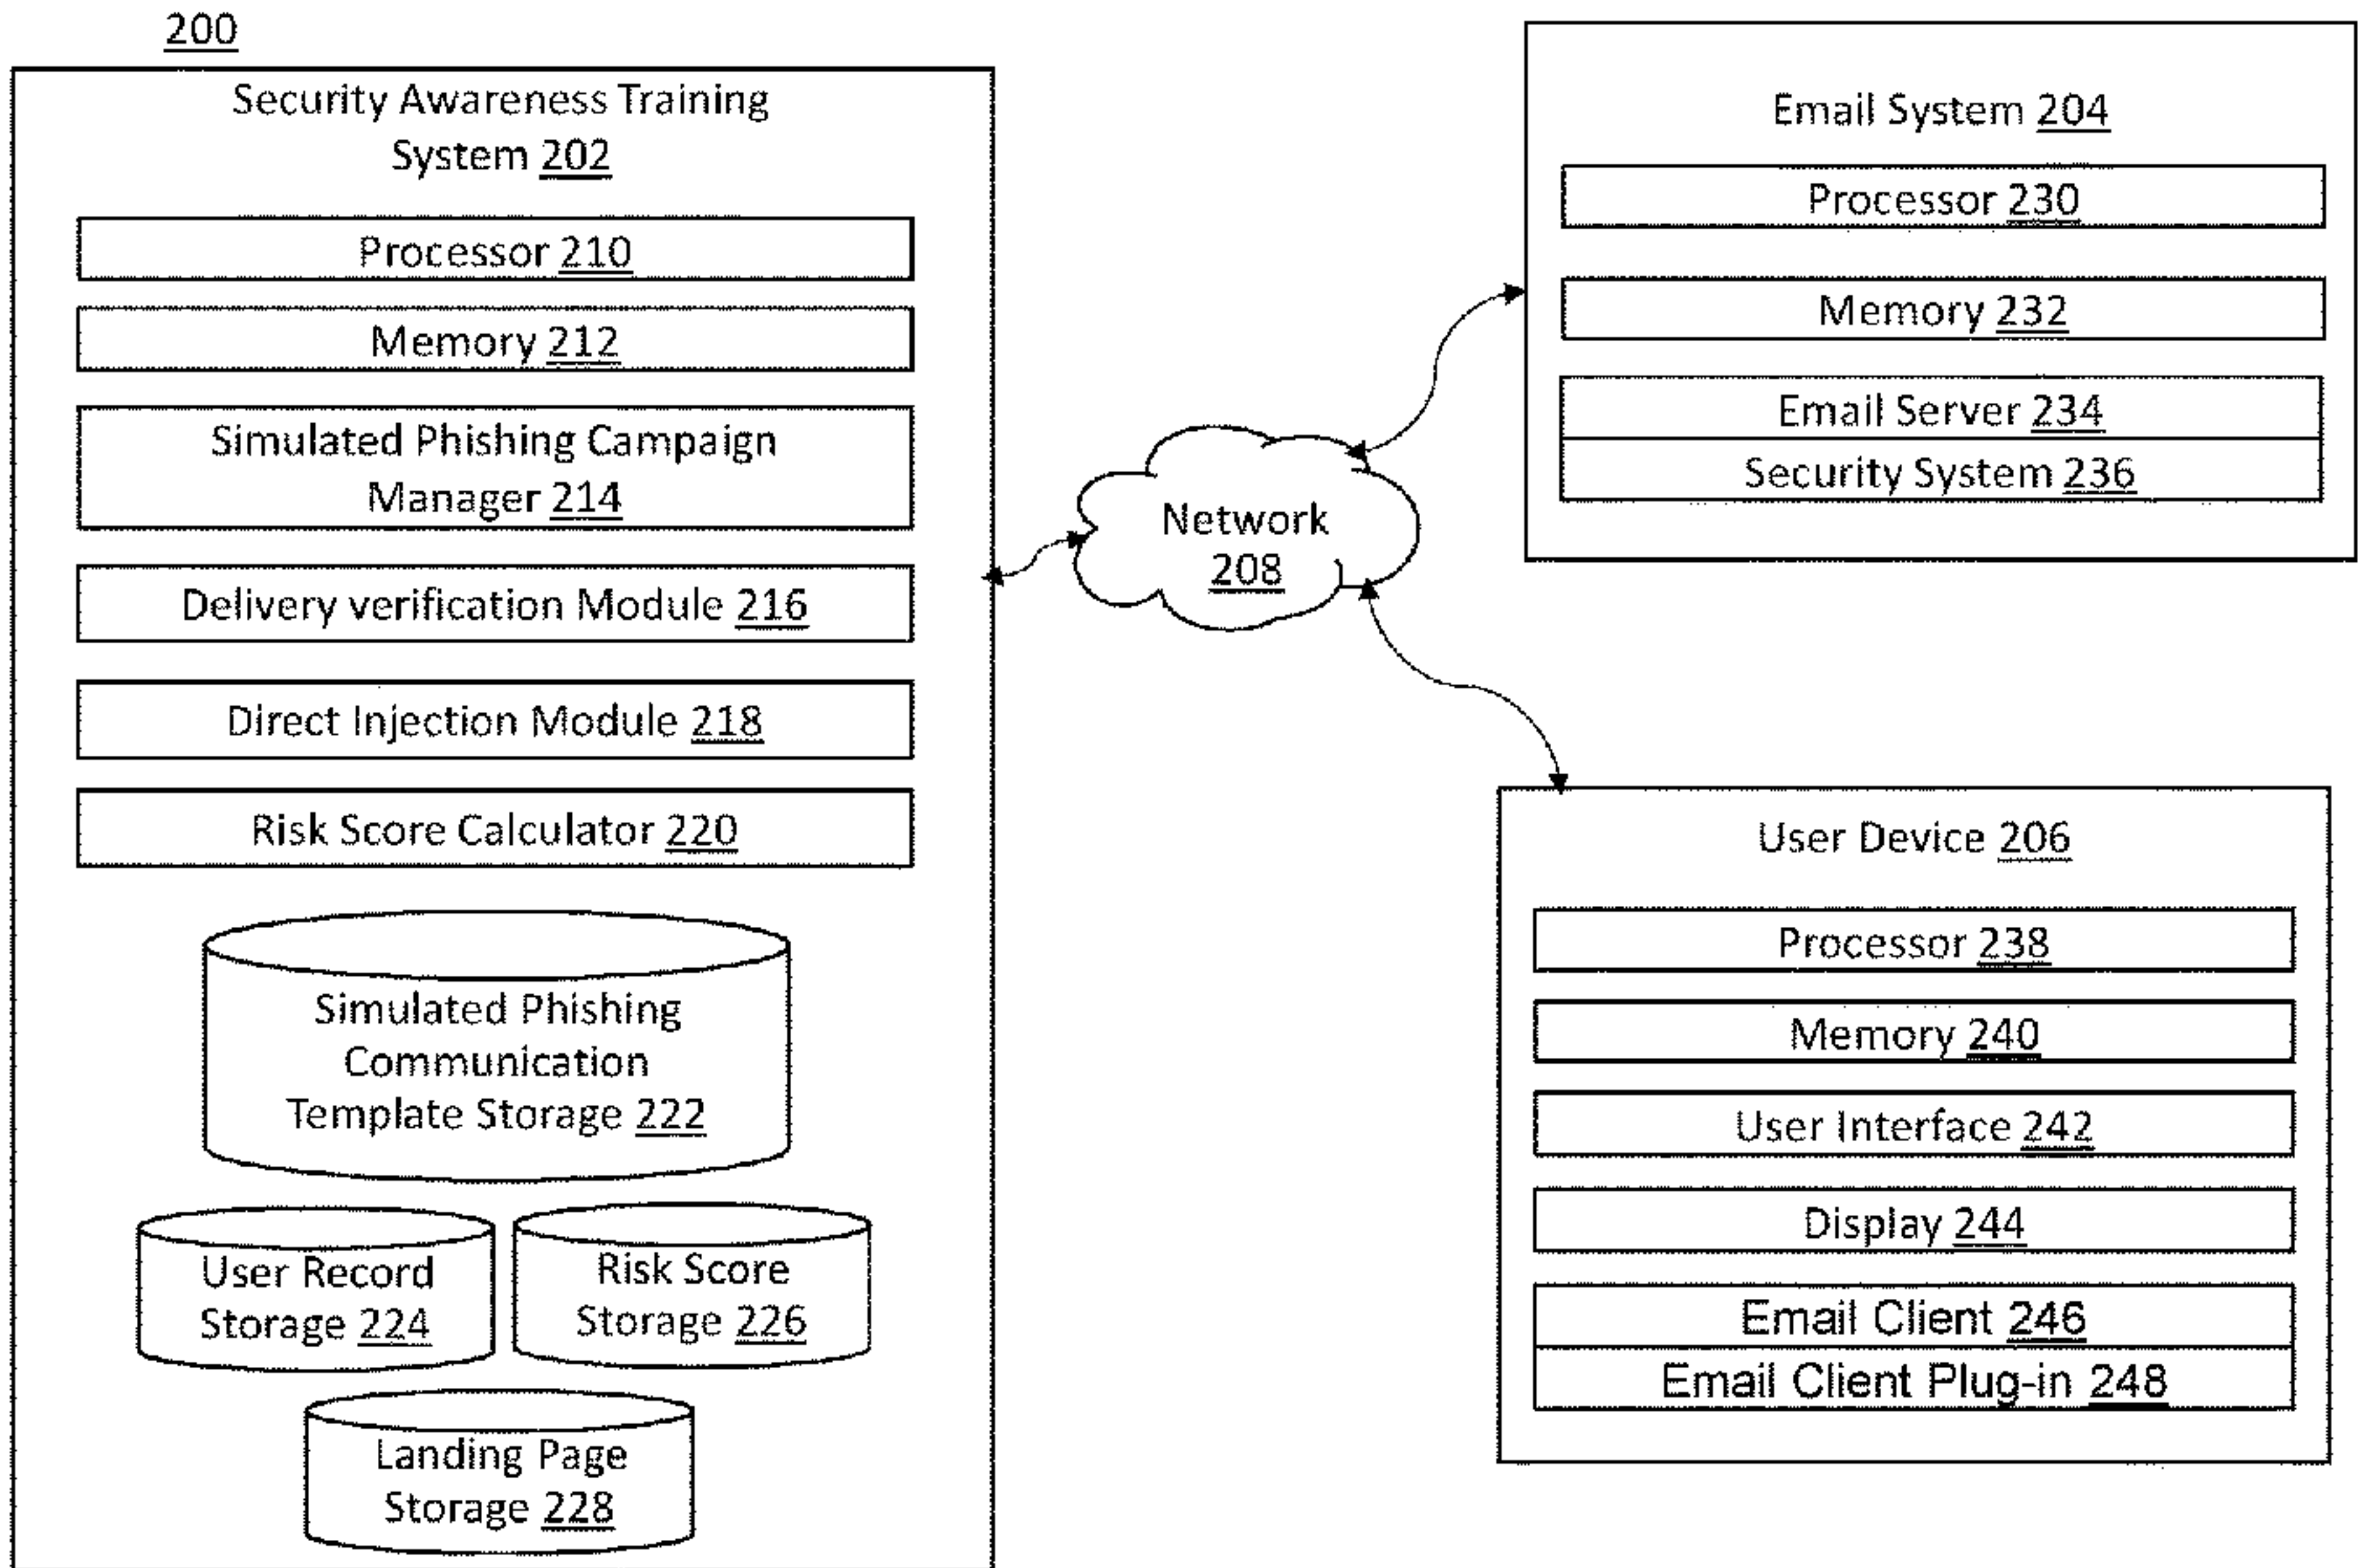 200
Security Awareness Training
System 202
Processor 210
Memory 212
Simulated Phishing Campaign
Manager 214
Delivery verification Module 216
Direct Injection Module 218
Risk Score Calculator 220
Simulated Phishing
Communication
Template Storage 222
User Record
Storage 224
Risk Score
Storage 226
Landing Page
Storage 228
Network
208
Email System 204
Processor 230
Memory 232
Email Server 234
Security System 236
User Device 206
Processor 238
Memory 240
User Interface 242
Display 244
Email Client 246
Email Client Plug-in 248